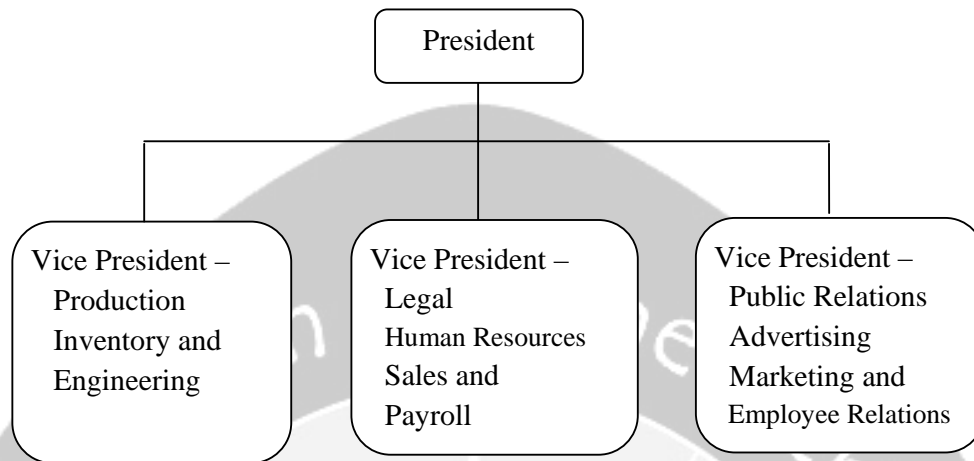 President
Vice President –
Production
Inventory and
Engineering
Vice President –
Legal
Human Resources
Sales and
Payroll
Vice President –
Public Relations
Advertising
Marketing and
Employee Relations